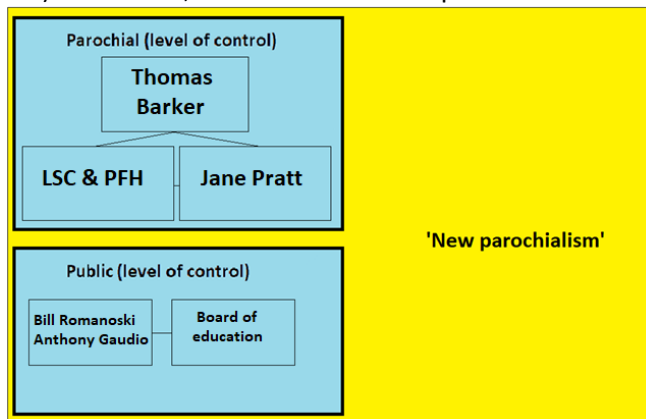 Parochial (level of control)
Thomas
Barker
LSC & PFH
Jane Pratt
'New parochialism'
Public (level of control)
Bill Romanoski
Anthony Gaudio
Board of
education